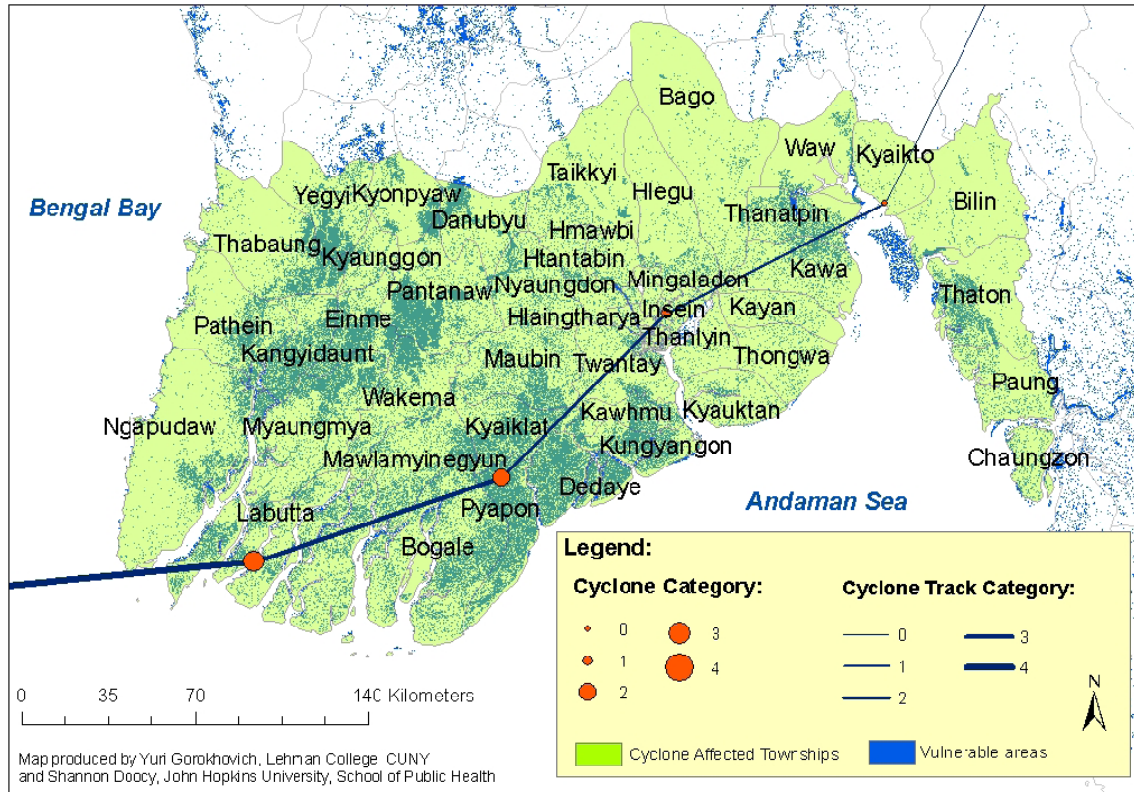 Bago
Waw
Kyaikto
Taikkyi
Yegyi
Kyonpyaw
Hlegu
Bilin
Bengal Bay
Danubyu
Thanatpin
Hmawbi
Thabaung
Kyaunggon
Htantabin
Mingaladon
Kawa
Pantanaw
Nyaungdon
Thaton
Insein
Kayan
Pathein
Einme
Hlaingtharya
Thanlyin
Kangyidaunt
Maubin
Twantay
Thongwa
Paung
Wakema
Kyauktan
Ngapudaw
Myaungmya
Kyaiklat
Kawhmu
Kungyangon
Mawlamyinegyun
Chaungzon
Dedaye
Andaman Sea
Labutta
Pyapon
Bogale
Legend:
Cyclone Category:
0
1
2
3
4
Cyclone Track Category:
0
1
2
3
4
N
Cyclone Affected Townships
Vulnerable areas
0 35 70 140 Kilometers
Map produced by Yuri Gorokhovich, Lehman College CUNY
and Shannon Doocy, John Hopkins University, School of Public Health